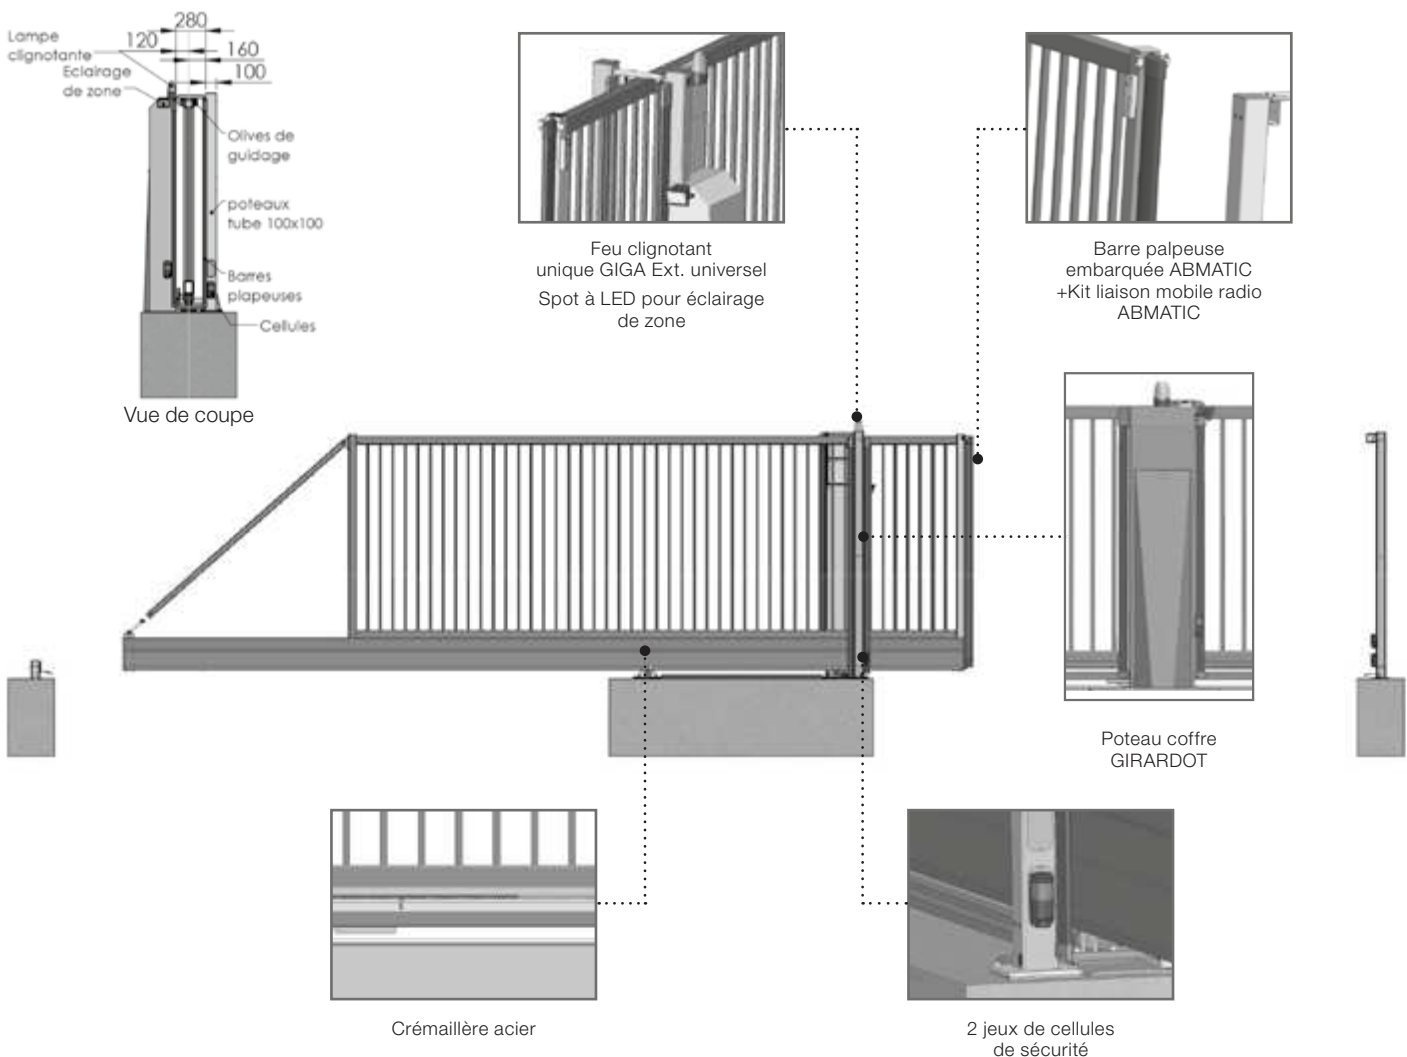 280
Lampe
clignotante
120
160
100
Eclairage
de zone
Olives de
guidage
poteaux
tube 100x100
Barres
plapeuses
Cellules
Vue de coupe
Feu clignotant
unique GIGA Ext. universel
Spot à LED pour éclairage
de zone
Barre palpeuse
embarquée ABMATIC
+Kit liaison mobile radio
ABMATIC
Poteau coffre
GIRARDOT
Crémaillère acier
2 jeux de cellules
de sécurité